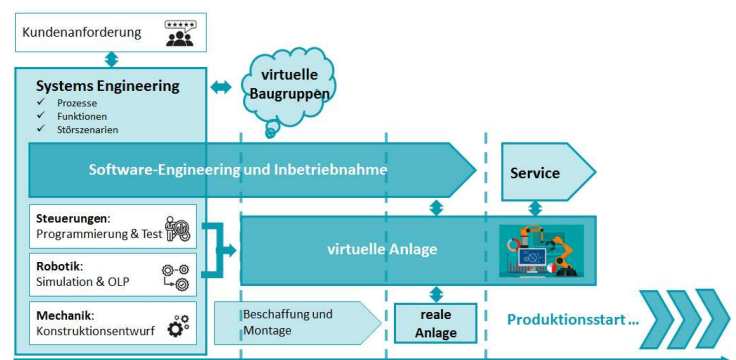 Kundenanforderung
Systems Engineering
✓ Prozesse
✓ Funktionen
✓ Störszenarien
virtuelle
Baugruppen
Software-Engineering und Inbetriebnahme
Service
Steuerungen:
Programmierung & Test
virtuelle Anlage
Robotik:
Simulation & OLP
Mechanik:
Konstruktionsentwurf
Beschaffung und
Montage
reale
Anlage
Produktionsstart ...